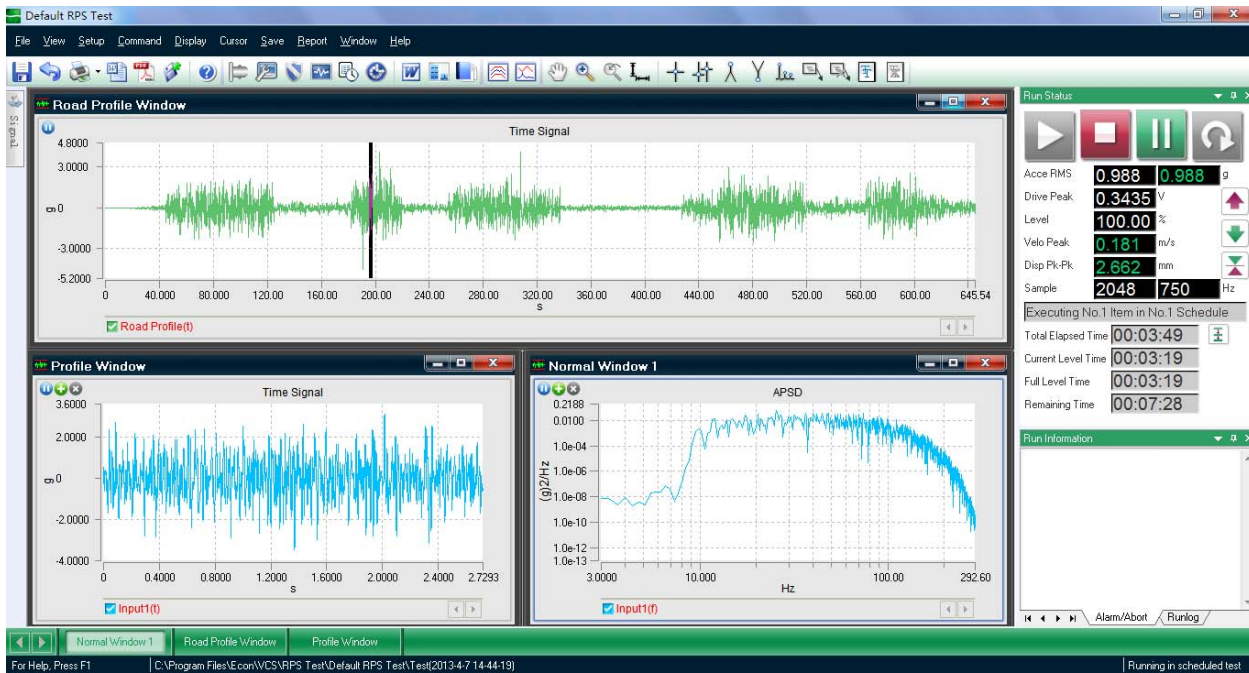 Default RPS Test
File View Setup Command Display Cursor Save Report Window Help
Signal
Road Profile Window
Time Signal
4.8000
3.0000
g 0
-3.0000
-5.2000
0 40.000 80.000 120.00 160.00 200.00 240.00 280.00 320.00 360.00 400.00 440.00 480.00 520.00 560.00 600.00 645.54
s
Road Profile(t)
Profile Window
Time Signal
3.6000
2.0000
g 0
-2.0000
-4.0000
0 0.4000 0.8000 1.2000 1.6000 2.0000 2.4000 2.7293
s
Input1(t)
Normal Window 1
APSD
0.2188
0.0100
1.0e-04
1.0e-06
(g)2/Hz
1.0e-08
1.0e-10
1.0e-12
1.0e-13
3.0000 10.000 100.00 292.60
Hz
Input1(f)
Run Status
Acce RMS 0.988 0.988 g
Drive Peak 0.3435 V
Level 100.00 %
Velo Peak 0.181 m/s
Disp Pk-Pk 2.662 mm
Sample 2048 750 Hz
Executing No.1 Item in No.1 Schedule
Total Elapsed Time 00:03:49
Current Level Time 00:03:19
Full Level Time 00:03:19
Remaining Time 00:07:28
Run Information
Alarm/Abort Runlog
Normal Window 1 Road Profile Window Profile Window
For Help, Press F1 C:\Program Files\Econ\VCS\RPS Test\Default RPS Test\Test(2013-4-7 14-44-19) Running in scheduled test